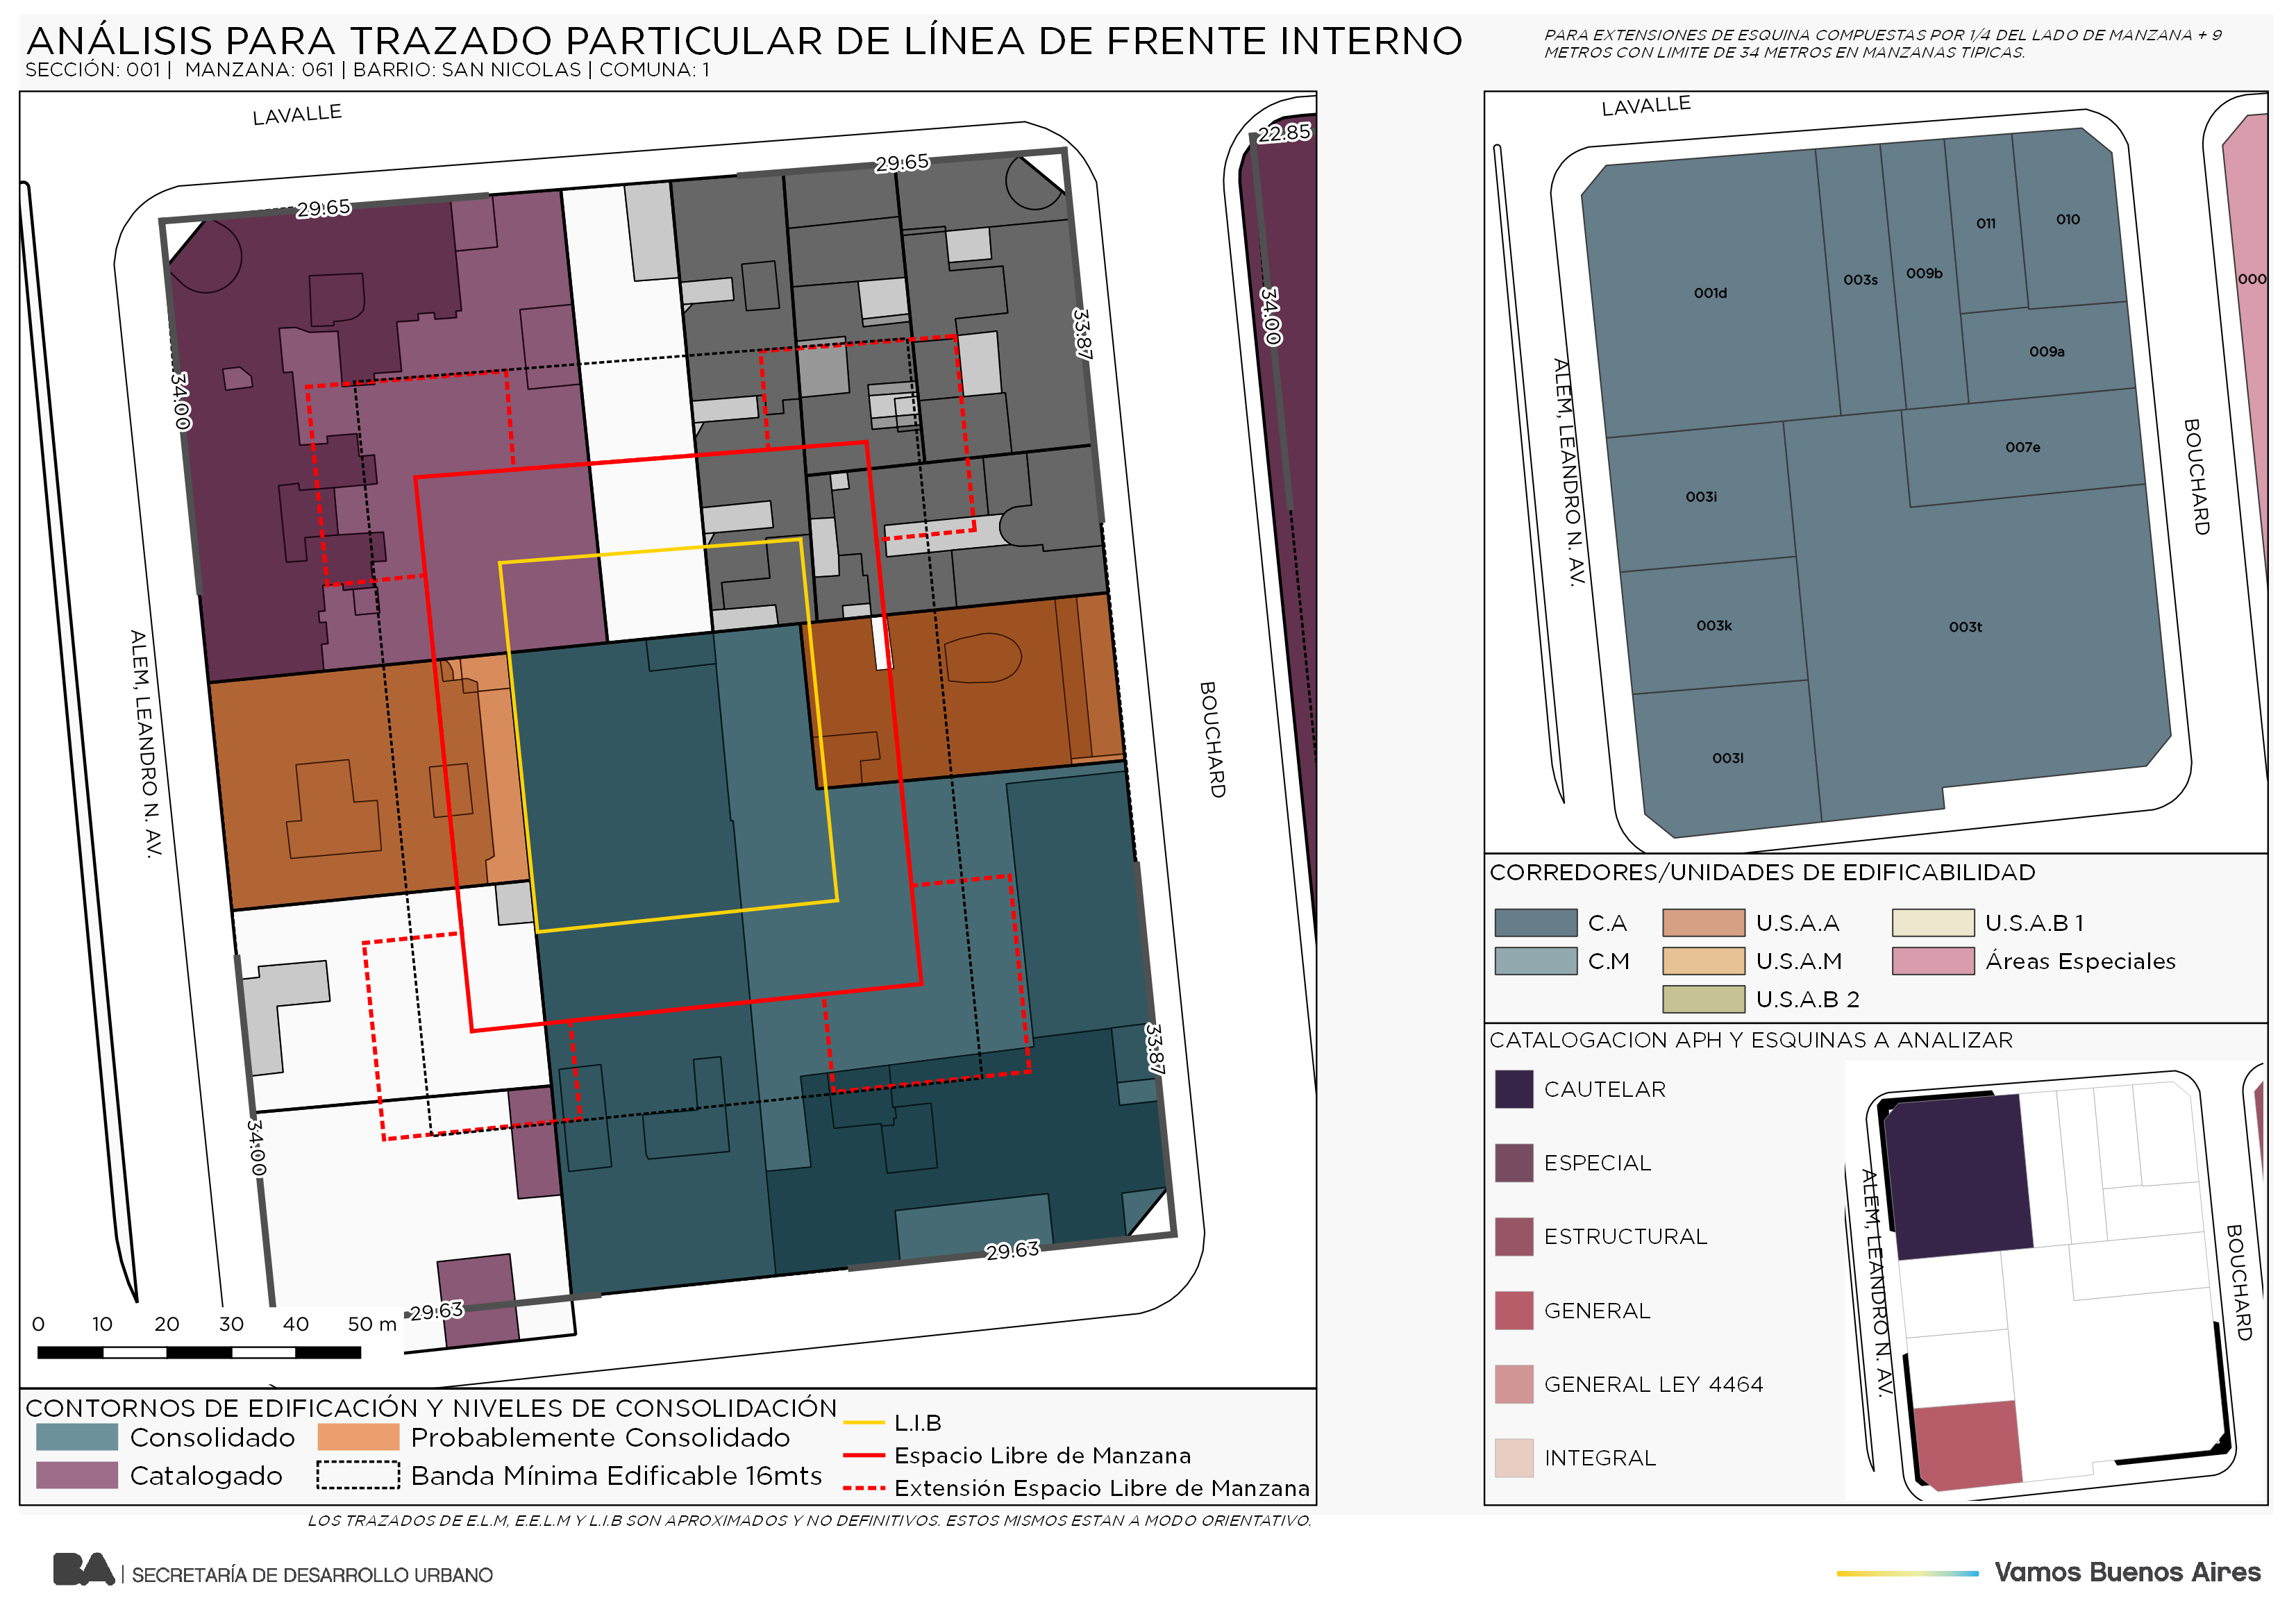 ANÁLISIS PARA TRAZADO PARTICULAR DE LÍNEA DE FRENTE INTERNO
SECCIÓN: 001 | MANZANA: 061 | BARRIO: SAN NICOLAS | COMUNA: 1
PARA EXTENSIONES DE ESQUINA COMPUESTAS POR 1/4 DEL LADO DE MANZANA + 9
METROS CON LIMITE DE 34 METROS EN MANZANAS TIPICAS.
LAVALLE
29.65
29.65
22.85
34.00
33.87
34.00
ALEM, LEANDRO N. AV.
BOUCHARD
34.00
33.87
29.63
29.63
0 10 20 30 40 50 m
CONTORNOS DE EDIFICACIÓN Y NIVELES DE CONSOLIDACIÓN
Consolidado
Probablemente Consolidado
Catalogado
Banda Mínima Edificable 16mts
L.I.B
Espacio Libre de Manzana
Extensión Espacio Libre de Manzana
LAVALLE
ALEM, LEANDRO N. AV.
BOUCHARD
001d
003s
009b
011
010
000
009a
007e
003i
003k
003t
003l
CORREDORES/UNIDADES DE EDIFICABILIDAD
C.A
U.S.A.A
U.S.A.B 1
C.M
U.S.A.M
Áreas Especiales
U.S.A.B 2
CATALOGACION APH Y ESQUINAS A ANALIZAR
CAUTELAR
ESPECIAL
ESTRUCTURAL
GENERAL
GENERAL LEY 4464
INTEGRAL
ALEM, LEANDRO N. AV.
BOUCHARD
LOS TRAZADOS DE E.L.M, E.E.L.M Y L.I.B SON APROXIMADOS Y NO DEFINITIVOS. ESTOS MISMOS ESTAN A MODO ORIENTATIVO.
BA | SECRETARÍA DE DESARROLLO URBANO
Vamos Buenos Aires